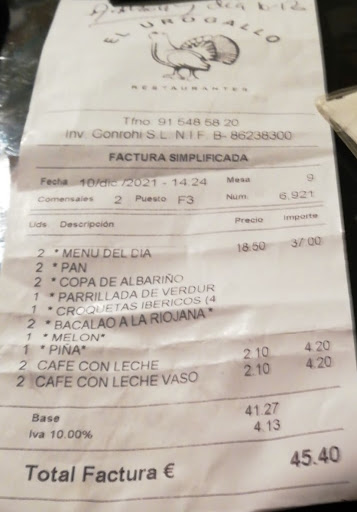 EL UROGALLO
RESTAURANTES
Tfno. 91 548 58 20
Inv. Gonrohi S.L. N.I.F. B- 86238300
FACTURA SIMPLIFICADA
Fecha 10/dic./2021 - 14:24 Mesa 9
Comensales 2 Puesto F3 Num. 6.921
Uds. Descripción Precio Importe
2 * MENU DEL DIA 18.50 37.00
2 * PAN
2 * COPA DE ALBARIÑO
1 * PARRILLADA DE VERDUR
1 * CROQUETAS IBERICOS (4
2 * BACALAO A LA RIOJANA *
1 * MELON*
1 * PIÑA*
2 CAFE CON LECHE 2.10 4.20
2 CAFE CON LECHE VASO 2.10 4.20
Base 41.27
Iva 10.00% 4.13
Total Factura € 45.40